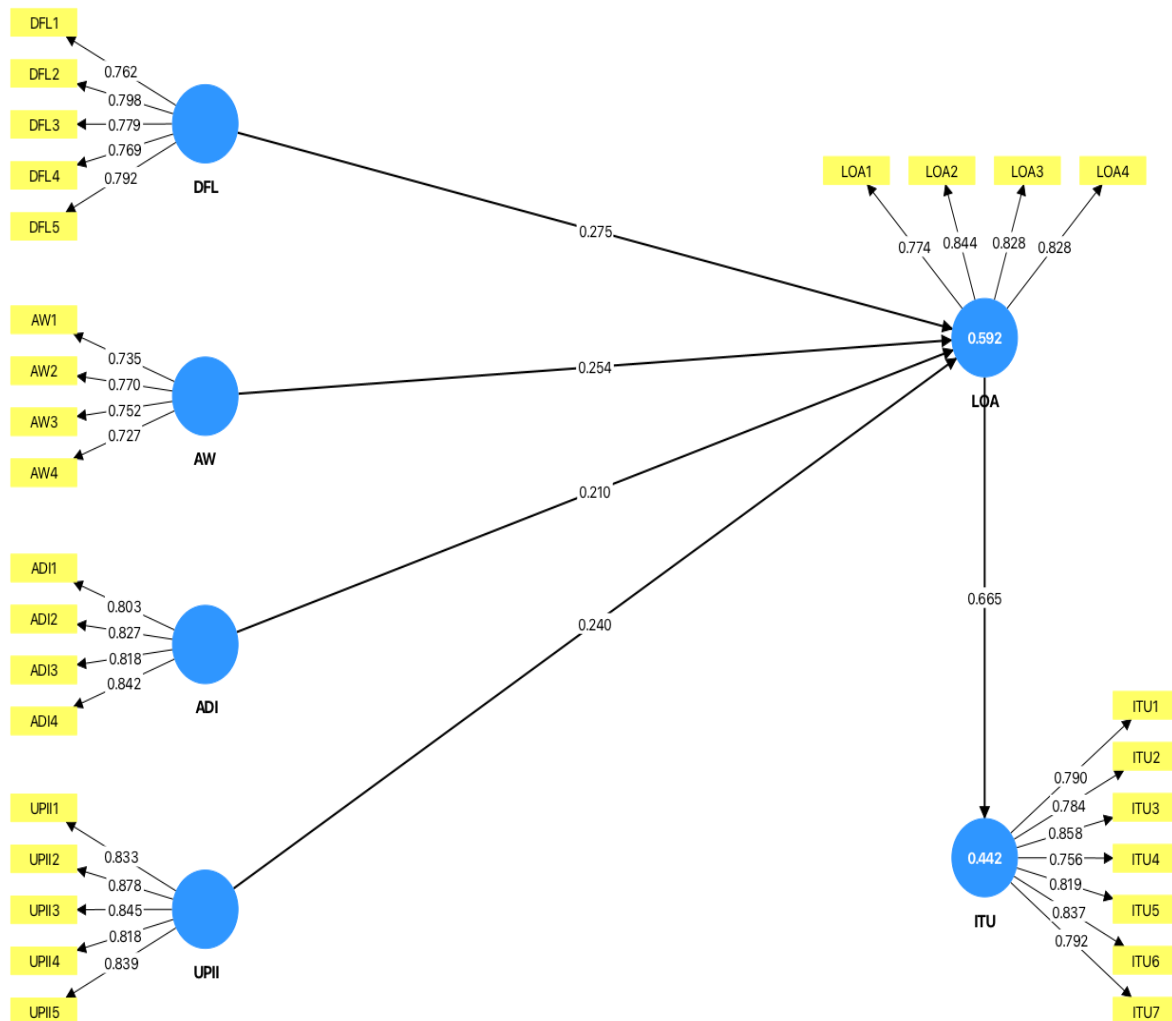 DFL1
DFL2
DFL3
DFL4
DFL5
0.762
0.798
0.779
0.769
0.792
DFL
0.275
AW1
AW2
AW3
AW4
0.735
0.770
0.752
0.727
AW
0.254
ADI1
ADI2
ADI3
ADI4
0.803
0.827
0.818
0.842
ADI
0.210
UPII1
UPII2
UPII3
UPII4
UPII5
0.833
0.878
0.845
0.818
0.839
UPII
0.240
LOA1 LOA2 LOA3 LOA4
0.774 0.844 0.828 0.828
0.592
LOA
0.665
0.442
ITU
0.790
0.784
0.858
0.756
0.819
0.837
0.792
ITU1
ITU2
ITU3
ITU4
ITU5
ITU6
ITU7